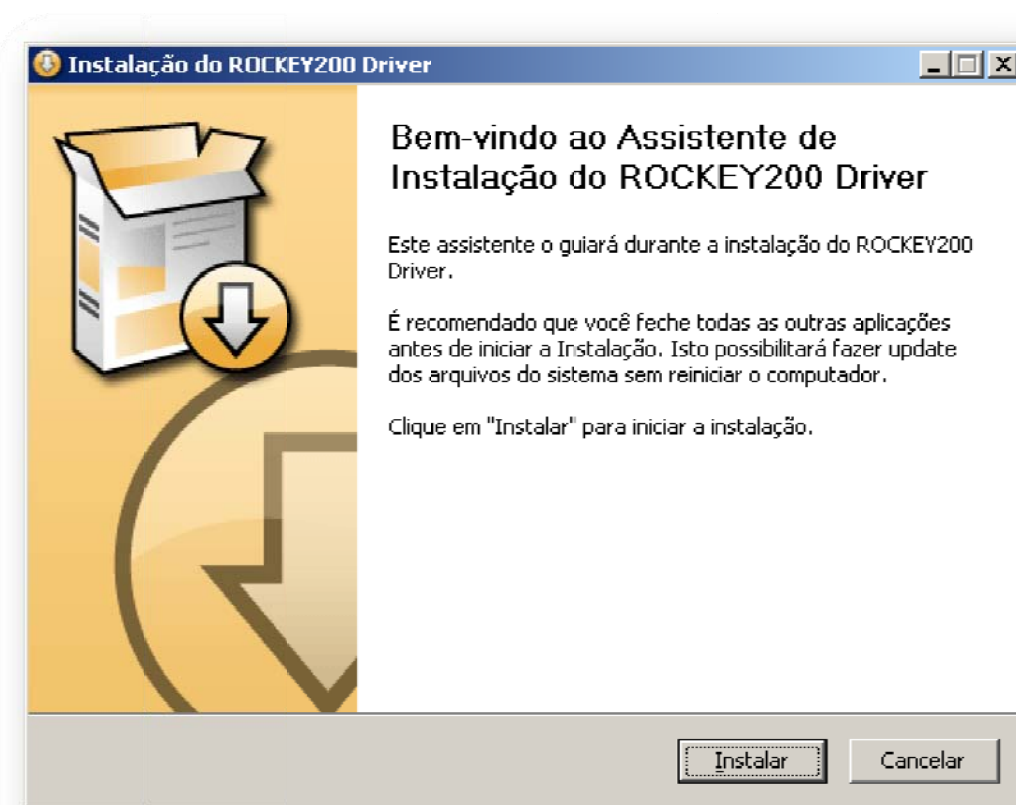 Instalação do ROCKEY200 Driver
Bem-vindo ao Assistente de
Instalação do ROCKEY200 Driver
Este assistente o guiará durante a instalação do ROCKEY200
Driver.
É recomendado que você feche todas as outras aplicações
antes de iniciar a Instalação. Isto possibilitará fazer update
dos arquivos do sistema sem reiniciar o computador.
Clique em "Instalar" para iniciar a instalação.
Instalar
Cancelar